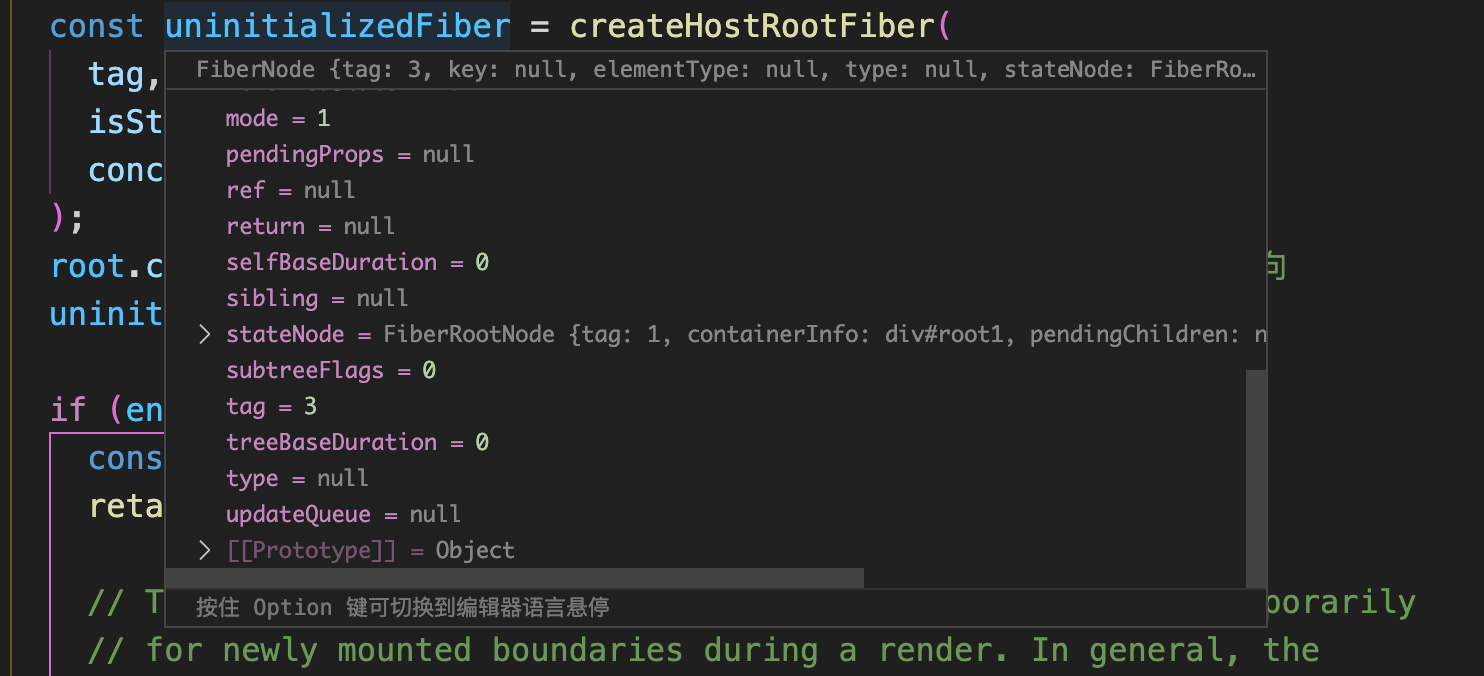 const uninitializedFiber = createHostRootFiber(
tag,
FiberNode {tag: 3, key: null, elementType: null, type: null, stateNode: FiberRo…
mode = 1
isSt
pendingProps = null
conc
ref = null
);
return = null
root.c
selfBaseDuration = 0
向
sibling = null
uninit
stateNode = FiberRootNode {tag: 1, containerInfo: div#root1, pendingChildren: n
subtreeFlags = 0
if (en
tag = 3
treeBaseDuration = 0
cons
type = null
reta
updateQueue = null
[[Prototype]] = Object
// T
按住 Option 键可切换到编辑器语言悬停
porarily
// for newly mounted boundaries during a render. In general, the